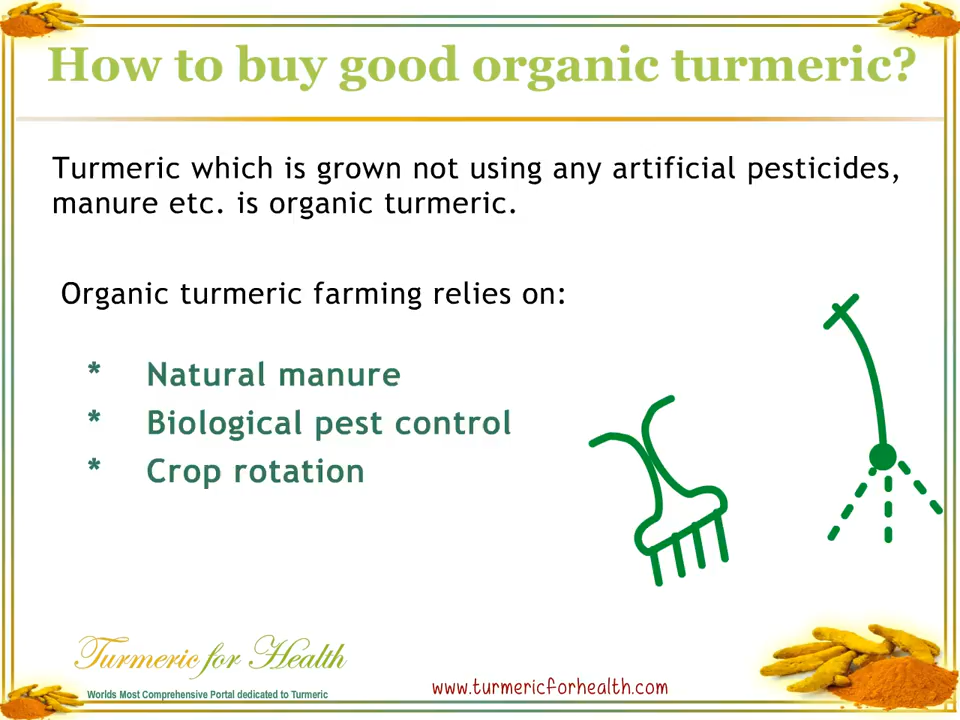 How to buy good organic turmeric?
Turmeric which is grown not using any artificial pesticides,
manure etc. is organic turmeric.
Organic turmeric farming relies on:
* Natural manure
* Biological pest control
* Crop rotation
Turmeric for Health
Worlds Most Comprehensive Portal dedicated to Turmeric
www.turmericforhealth.com